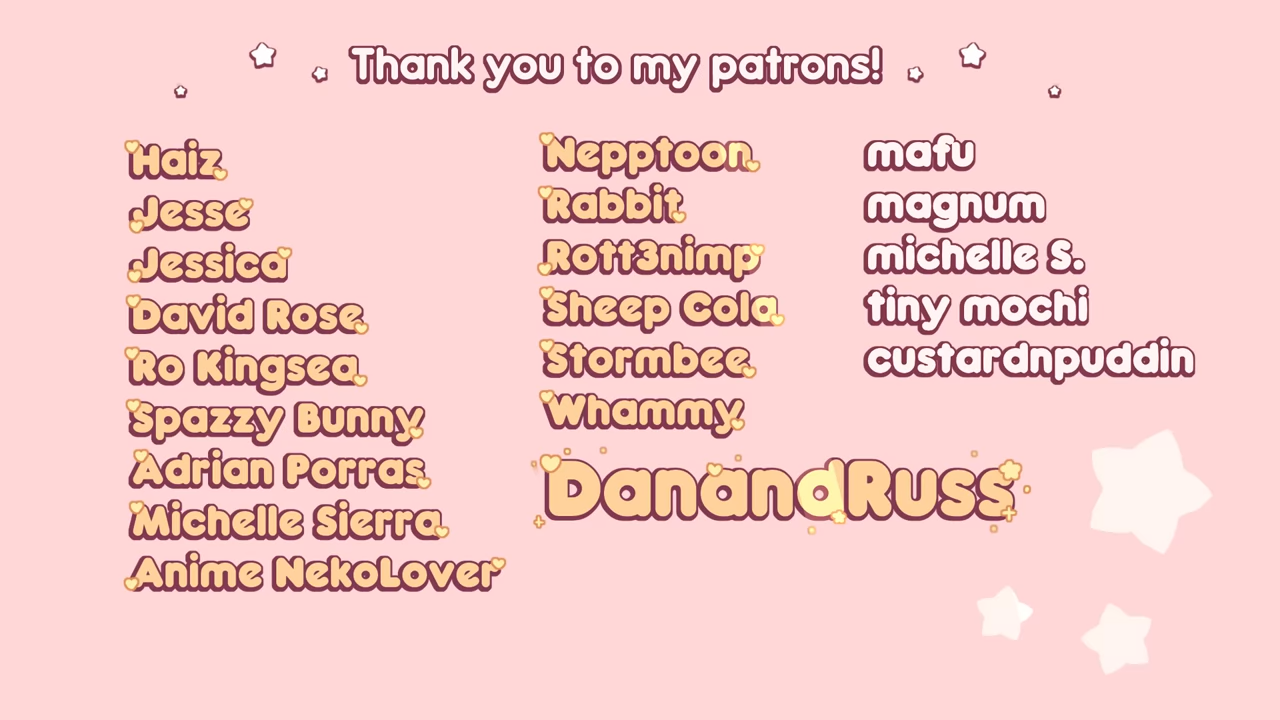 Thank you to my patrons!
Haiz
Jesse
Jessica
David Rose
Ro Kingsea
Spazzy Bunny
Adrian Porras
Michelle Sierra
Anime NekoLover
Nepptoon
Rabbit
Rott3nimp
Sheep Cola
Stormbee
Whammy
DanandRuss
mafu
magnum
michelle S.
tiny mochi
custardnpuddin